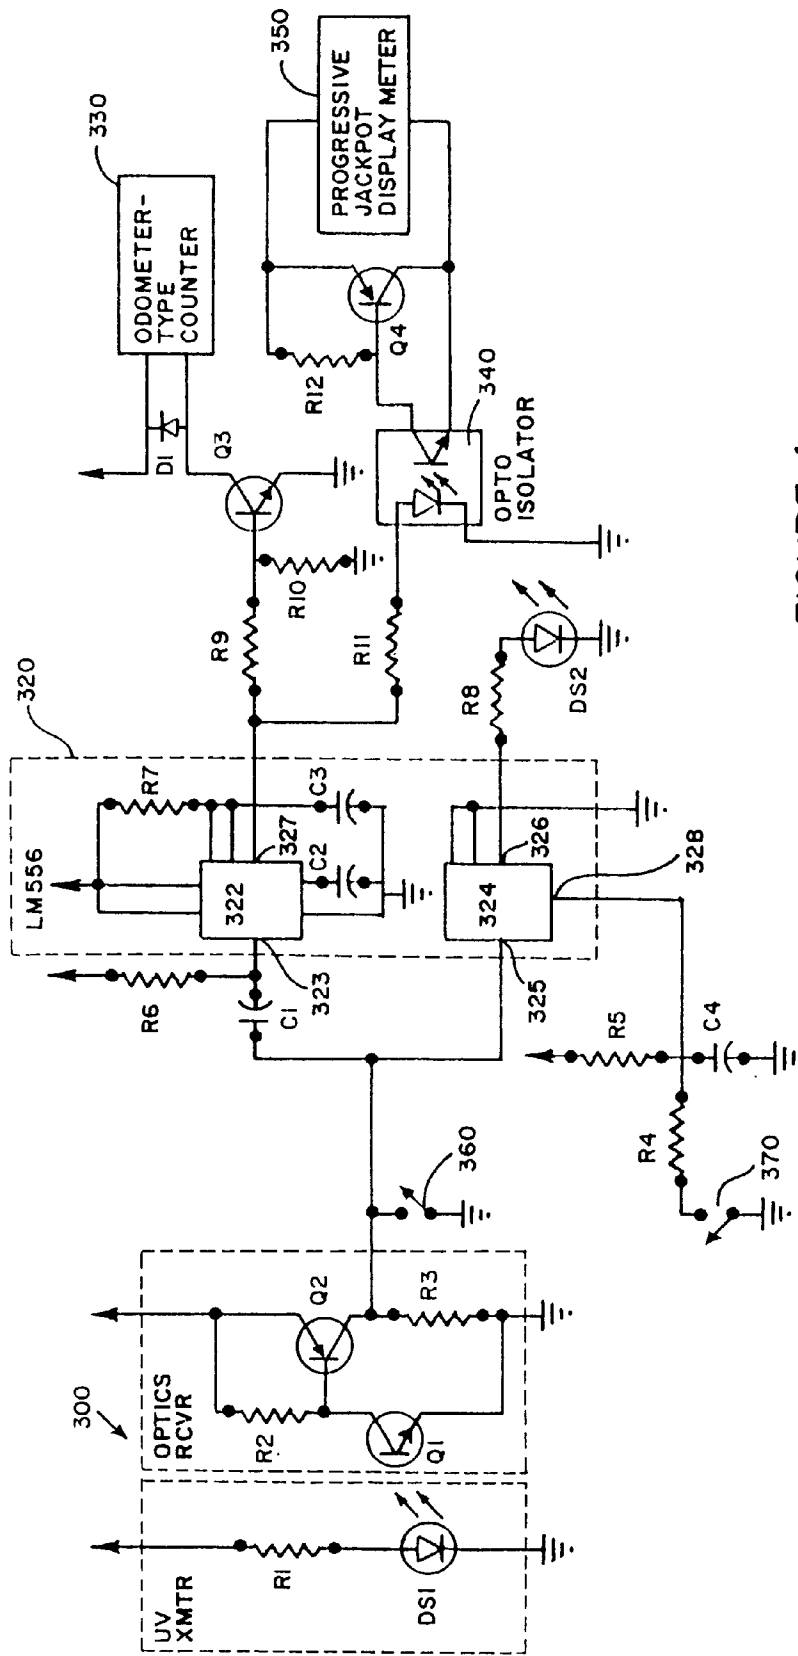 300
UV
XMTR
R1
DS1
OPTICS
RCVR
R2
Q1
Q2
R3
360
370
R4
R5
C4
R6
C1
323
325
320
LM556
R7
322
C2
C3
327
324
326
328
R8
DS2
R9
R10
R11
Q3
D1
330
ODOMETER-
TYPE
COUNTER
OPTO
ISOLATOR
340
R12
Q4
350
PROGRESSIVE
JACKPOT
DISPLAY METER